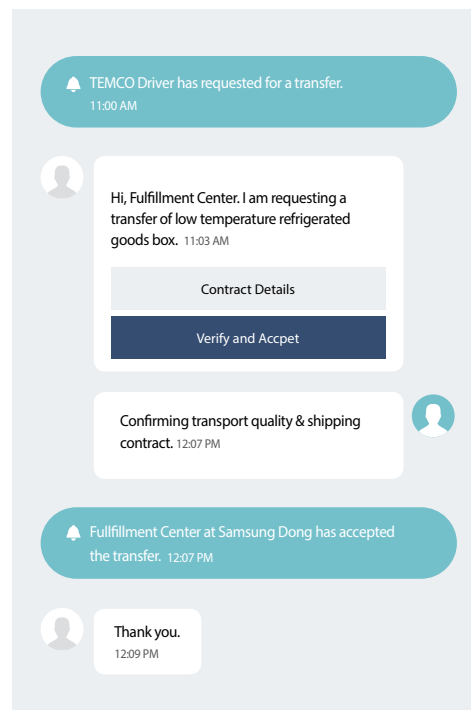 TEMCO Driver has requested for a transfer.
11:00 AM
Hi, Fulfillment Center. I am requesting a
transfer of low temperature refrigerated
goods box. 11:03 AM
Contract Details
Verify and Accpet
Confirming transport quality & shipping
contract. 12:07 PM
Fullfillment Center at Samsung Dong has accepted
the transfer. 12:07 PM
Thank you.
12:09 PM